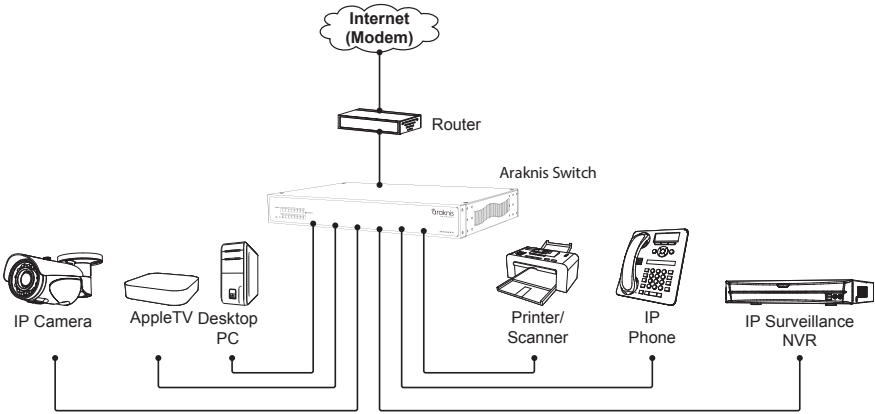 Internet
(Modem)
Router
Araknis Switch
araknis
IP Camera
AppleTV
Desktop
PC
Printer/
Scanner
IP
Phone
IP Surveillance
NVR